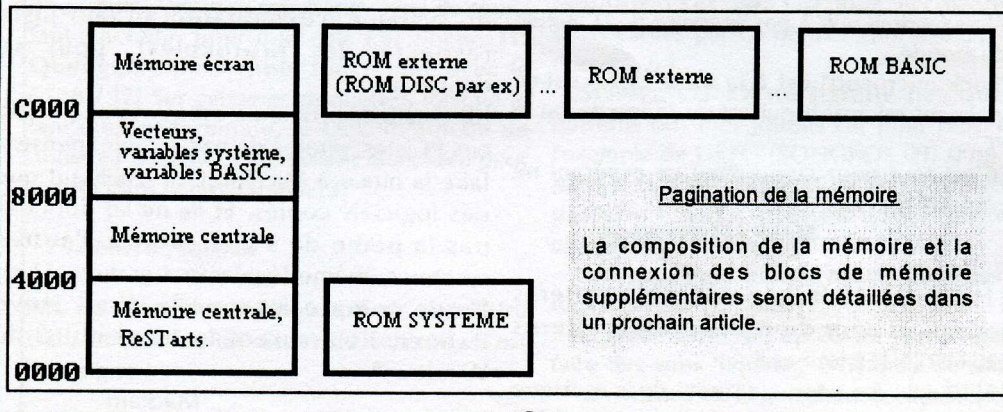 Mémoire écran
C000
Vecteurs,
variables système,
variables BASIC...
8000
Mémoire centrale
4000
Mémoire centrale,
ReSTarts.
0000
ROM externe
(ROM DISC par ex)
...
ROM externe
...
ROM BASIC
ROM SYSTEME
Pagination de la mémoire
La composition de la mémoire et la
connexion des blocs de mémoire
supplémentaires seront détaillées dans
un prochain article.